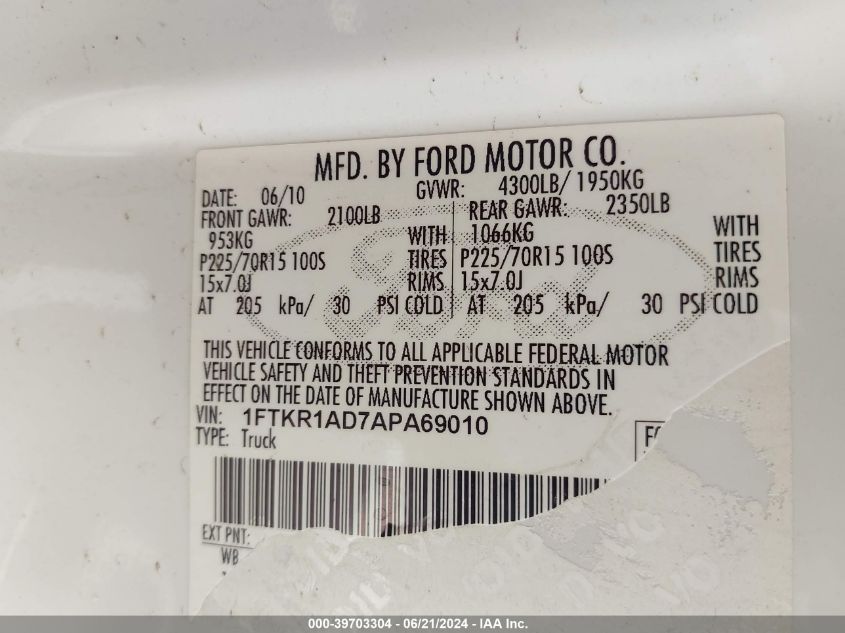 MFD. BY FORD MOTOR CO.
DATE: 06/10 GVWR: 4300LB/ 1950KG
FRONT GAWR: 2100LB REAR GAWR: 2350LB
953KG WITH 1066KG WITH
P225/70R15 100S TIRES P225/70R15 100S TIRES
15x7.0J RIMS 15x7.0J RIMS
AT 205 kPa/ 30 PSI COLD AT 205 kPa/ 30 PSI COLD
Ford
THIS VEHICLE CONFORMS TO ALL APPLICABLE FEDERAL MOTOR
VEHICLE SAFETY AND THEFT PREVENTION STANDARDS IN
EFFECT ON THE DATE OF MANUFACTURE SHOWN ABOVE.
VIN: 1FTKR1AD7APA69010
TYPE: Truck
EXT PNT:
WB
VOID
000-39703304 - 06/21/2024 - IAA Inc.